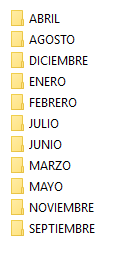 ABRIL
AGOSTO
DICIEMBRE
ENERO
FEBRERO
JULIO
JUNIO
MARZO
MAYO
NOVIEMBRE
SEPTIEMBRE